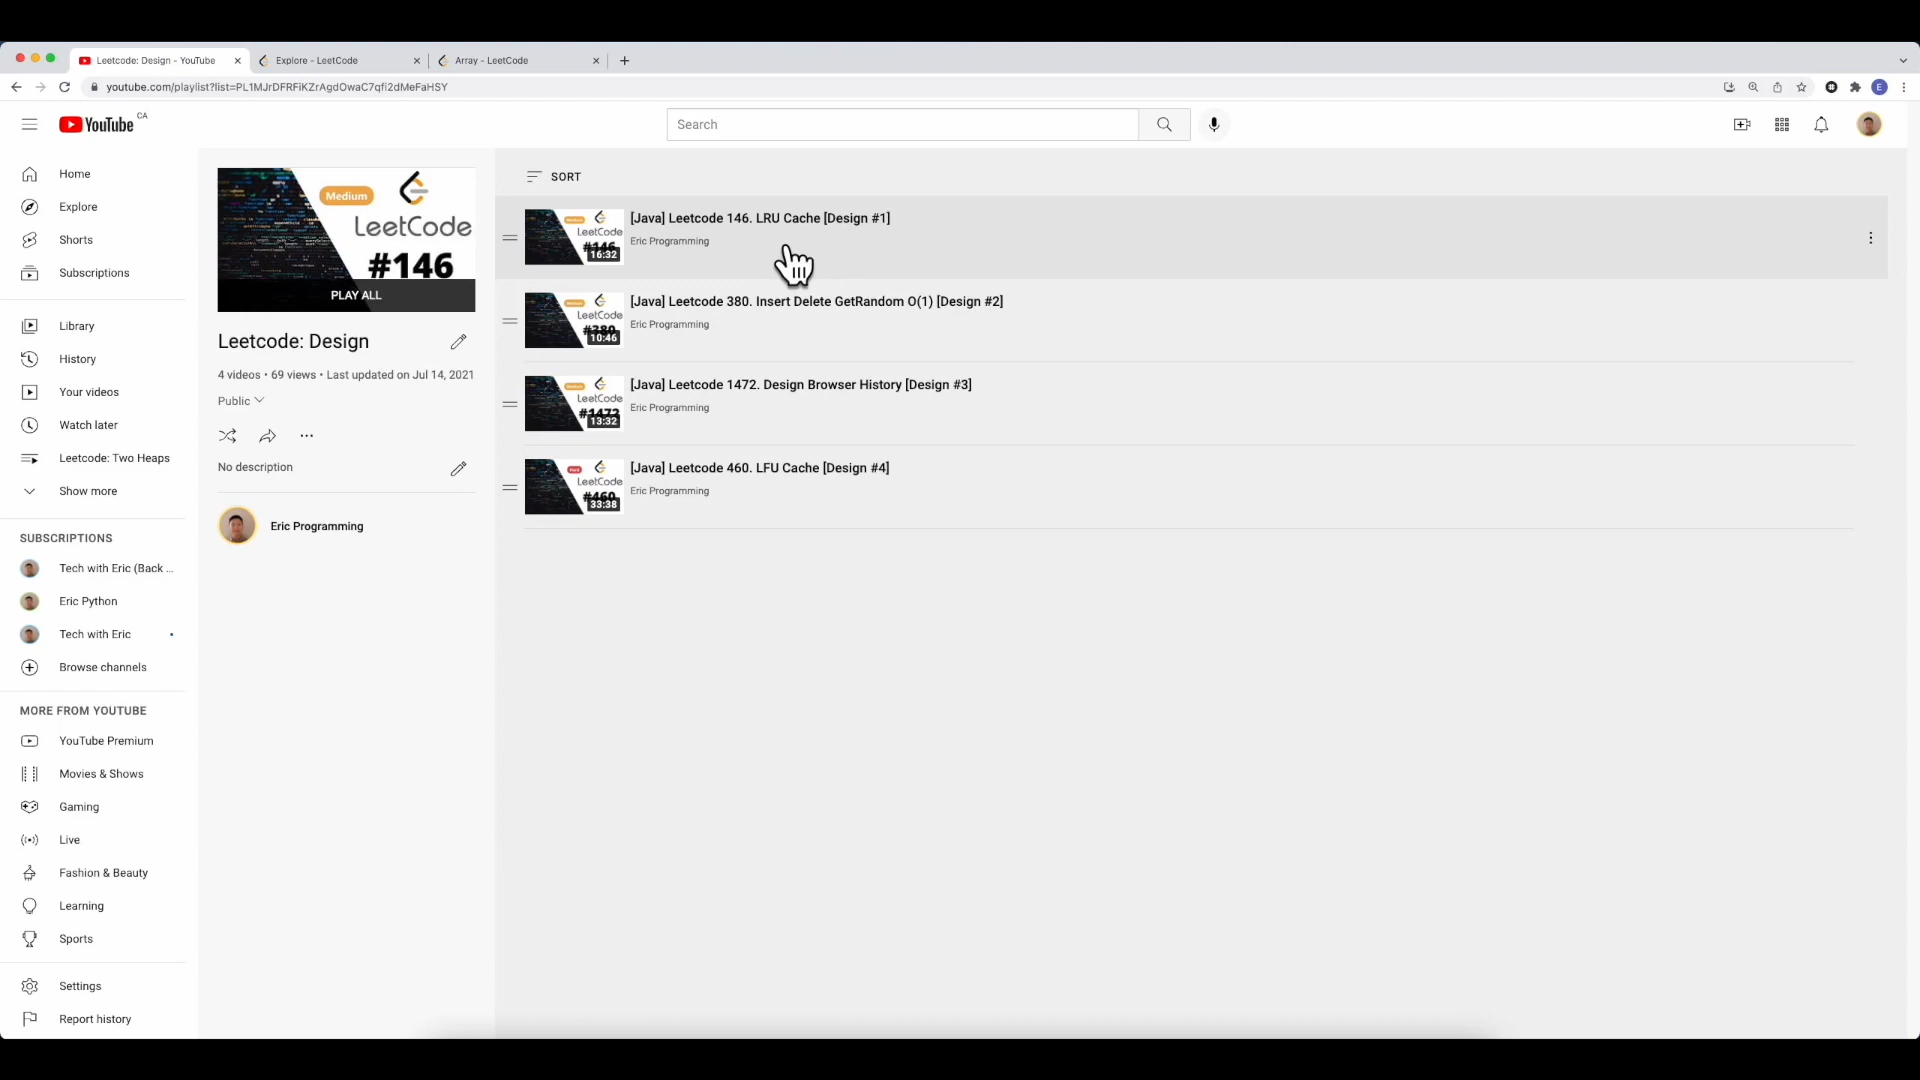 Leetcode: Design - YouTube
Explore - LeetCode
Array - LeetCode
youtube.com/playlist?list=PL1MJrDFRFiKZrAgdOwaC7qfi2dMeFaHSY
E
YouTube CA
Search
Home
Explore
Shorts
Subscriptions
Library
History
Your videos
Watch later
Leetcode: Two Heaps
Show more
SUBSCRIPTIONS
Tech with Eric (Back ...
Eric Python
Tech with Eric
Browse channels
MORE FROM YOUTUBE
YouTube Premium
Movies & Shows
Gaming
Live
Fashion & Beauty
Learning
Sports
Settings
Report history
Medium
LeetCode
#146
PLAY ALL
Leetcode: Design
4 videos • 69 views • Last updated on Jul 14, 2021
Public
No description
Eric Programming
SORT
Medium
LeetCode
#146
16:32
[Java] Leetcode 146. LRU Cache [Design #1]
Eric Programming
Medium
LeetCode
#380
10:46
[Java] Leetcode 380. Insert Delete GetRandom O(1) [Design #2]
Eric Programming
Medium
LeetCode
#1472
13:32
[Java] Leetcode 1472. Design Browser History [Design #3]
Eric Programming
Hard
LeetCode
#460
33:38
[Java] Leetcode 460. LFU Cache [Design #4]
Eric Programming